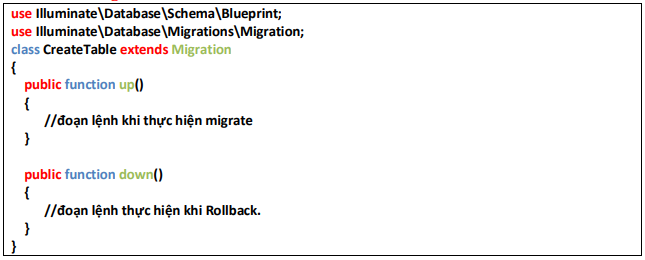 use Illuminate\Database\Schema\Blueprint;
use Illuminate\Database\Migrations\Migration;
class CreateTable extends Migration
{
public function up()
{
//đoạn lệnh khi thực hiện migrate
}
public function down()
{
//đoạn lệnh thực hiện khi Rollback.
}
}